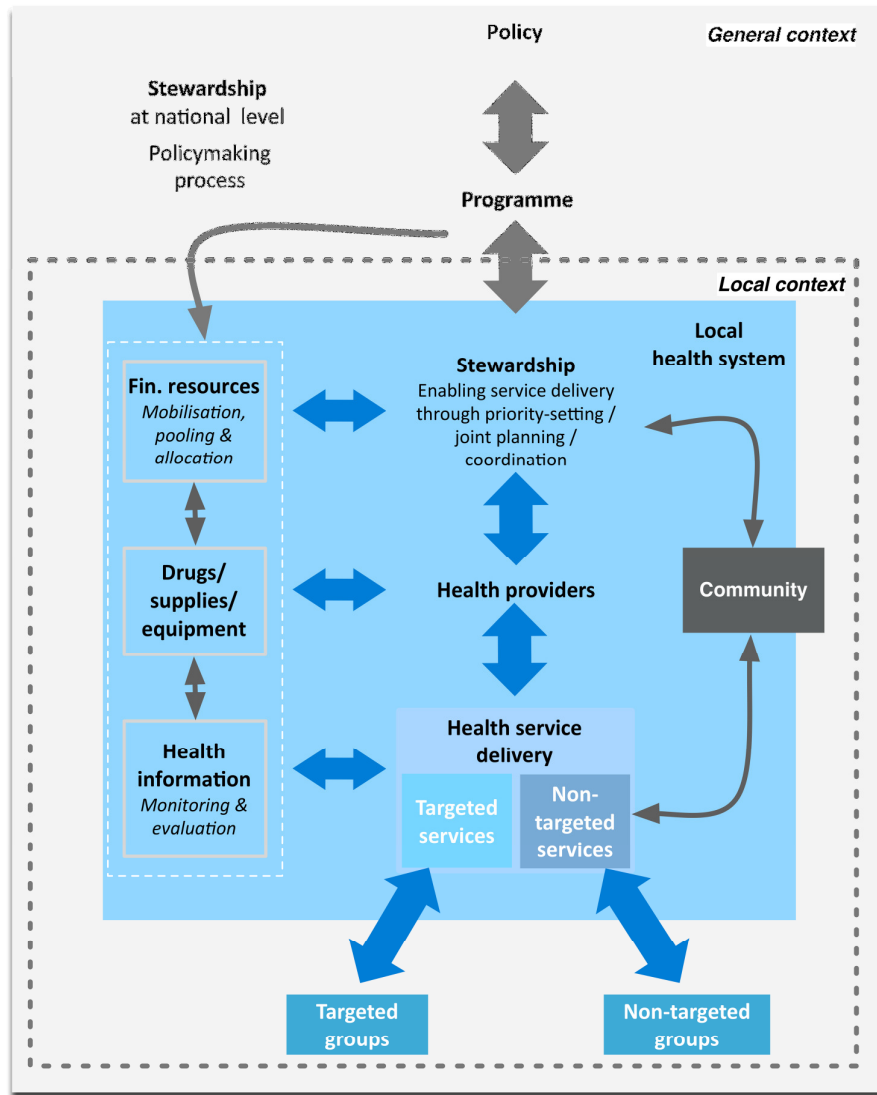 Policy
General context
Stewardship
at national level
Policymaking
process
Programme
Local context
Local
health system
Fin. resources
Mobilisation,
pooling &
allocation
Stewardship
Enabling service delivery
through priority-setting /
joint planning /
coordination
Drugs/
supplies/
equipment
Health providers
Community
Health
information
Monitoring &
evaluation
Health service
delivery
Targeted
services
Non-
targeted
services
Targeted
groups
Non-targeted
groups